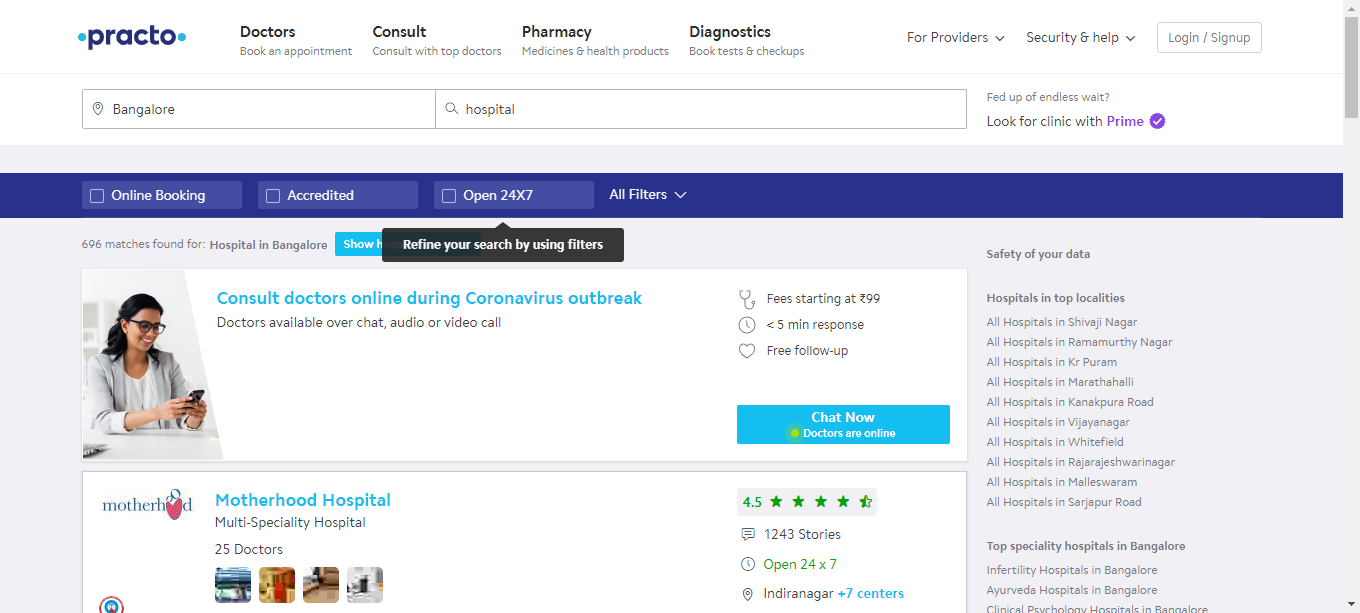 practo
Doctors
Book an appointment
Consult
Consult with top doctors
Pharmacy
Medicines & health products
Diagnostics
Book tests & checkups
For Providers
Security & help
Login / Signup
Bangalore
hospital
Fed up of endless wait?
Look for clinic with Prime
Online Booking
Accredited
Open 24X7
All Filters
696 matches found for: Hospital in Bangalore
Show
Refine your search by using filters
Consult doctors online during Coronavirus outbreak
Doctors available over chat, audio or video call
Fees starting at ₹99
< 5 min response
Free follow-up
Chat Now
Doctors are online
motherhood
Motherhood Hospital
Multi-Speciality Hospital
25 Doctors
4.5
1243 Stories
Open 24 x 7
Indiranagar +7 centers
Safety of your data
Hospitals in top localities
All Hospitals in Shivaji Nagar
All Hospitals in Ramamurthy Nagar
All Hospitals in Kr Puram
All Hospitals in Marathahalli
All Hospitals in Kanakpura Road
All Hospitals in Vijayanagar
All Hospitals in Whitefield
All Hospitals in Rajarajeshwarinagar
All Hospitals in Malleswaram
All Hospitals in Sarjapur Road
Top speciality hospitals in Bangalore
Infertility Hospitals in Bangalore
Ayurveda Hospitals in Bangalore
Clinical Psychology Hospitals in Bangalore